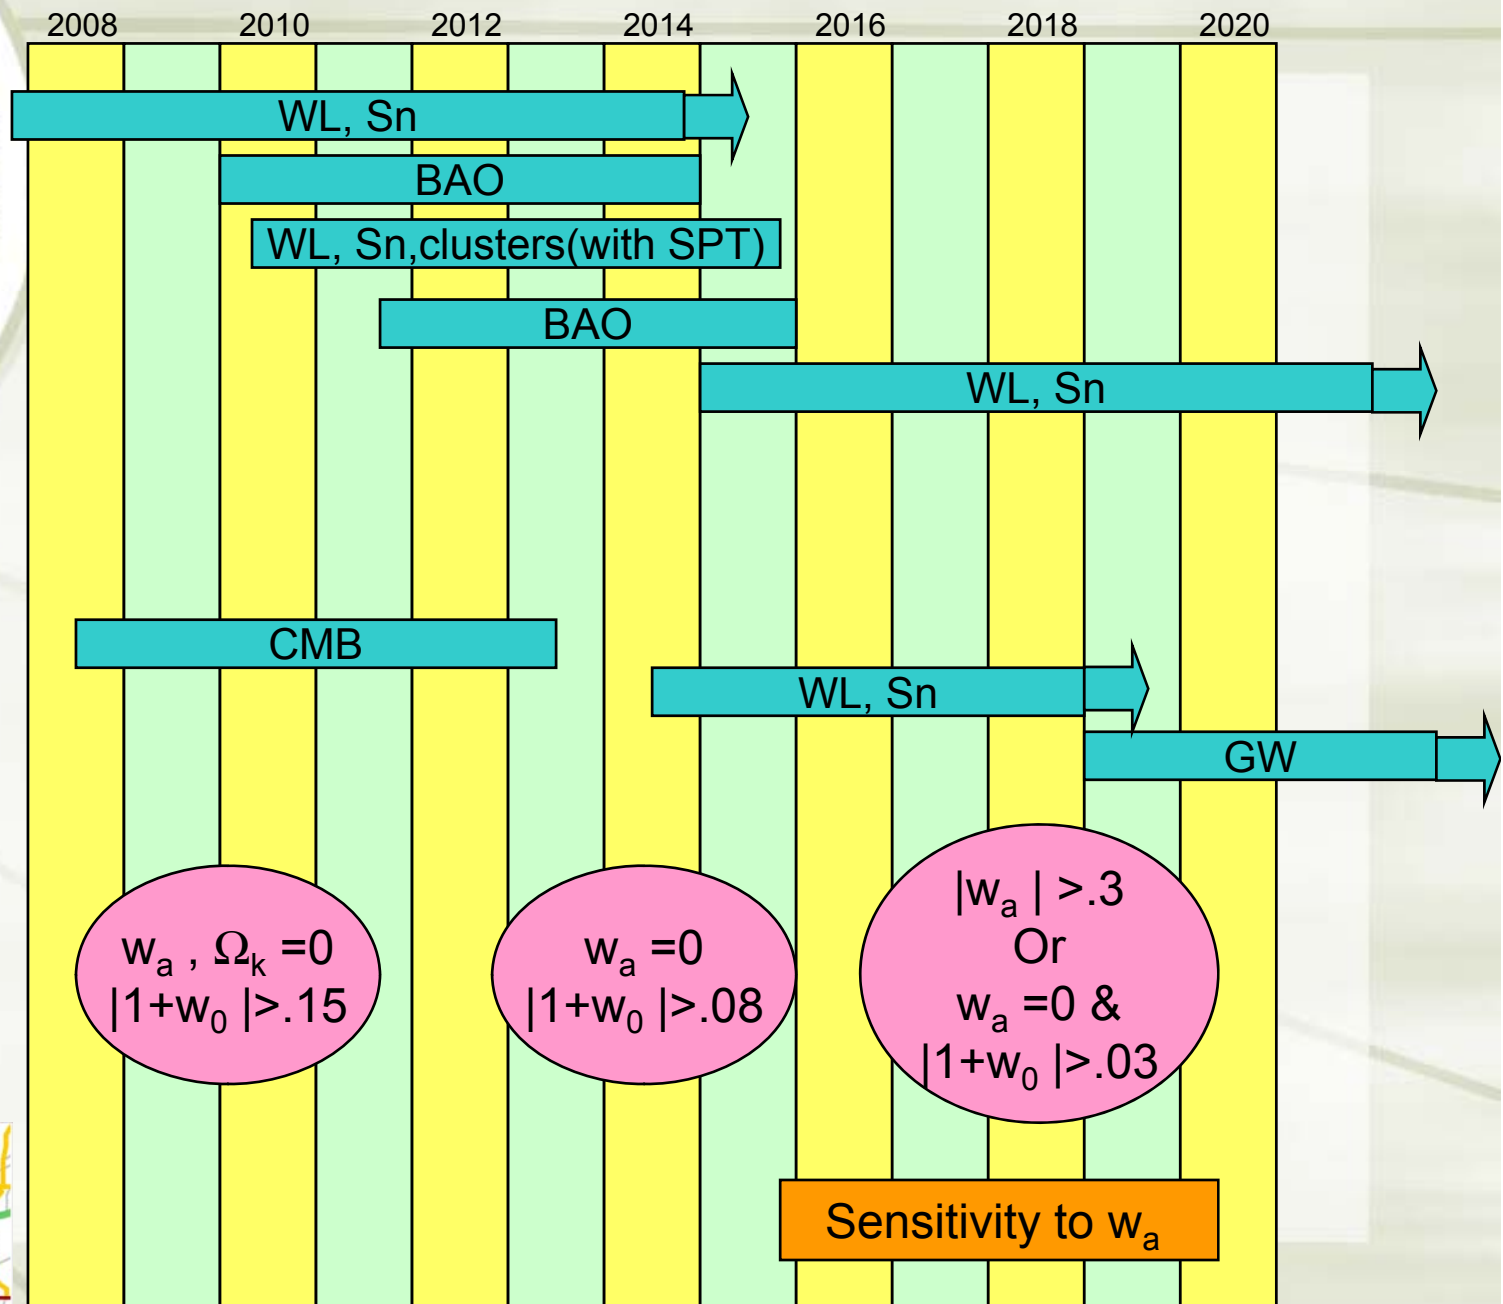 2008 2010 2012 2014 2016 2018 2020
WL, Sn
BAO
WL, Sn,clusters(with SPT)
BAO
WL, Sn
CMB
WL, Sn
GW
wₐ , Ωₖ =0
|1+w₀ |>.15
wₐ =0
|1+w₀ |>.08
|wₐ | >.3
Or
wₐ =0 &
|1+w₀ |>.03
Sensitivity to wₐ